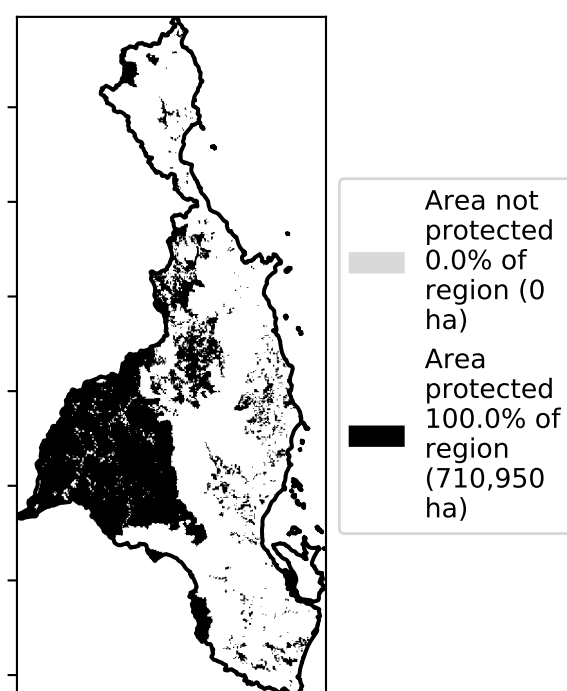 Area not
protected
0.0% of
region (0
ha)
Area
protected
100.0% of
region
(710,950
ha)